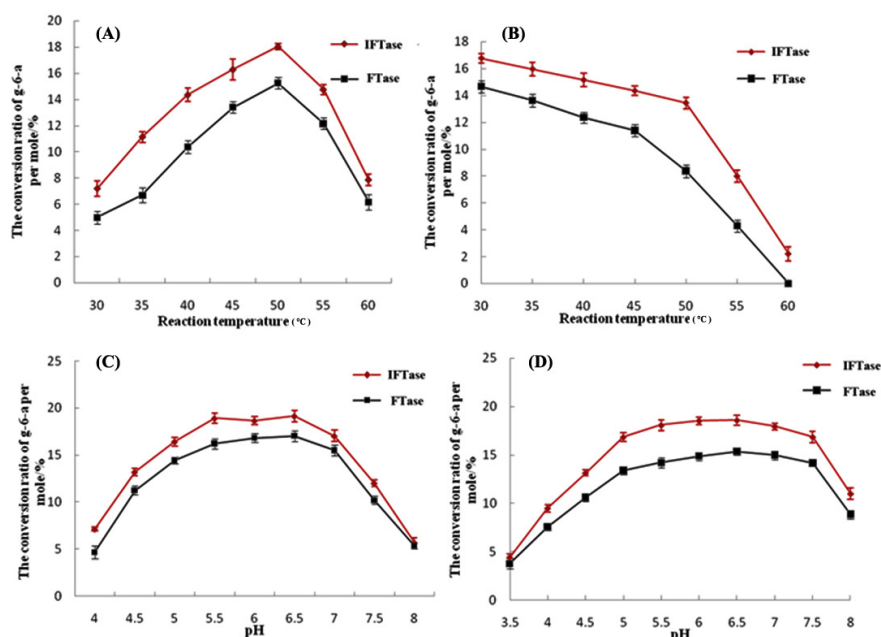 (A)
IFTase
FTase
The conversion ratio of g-6-a
per mole/%
20
18
16
14
12
10
8
6
4
2
0
30 35 40 45 50 55 60
Reaction temperature (°C)
(B)
IFTase
FTase
The conversion ratio of g-6-a
per mole/%
18
16
14
12
10
8
6
4
2
0
30 35 40 45 50 55 60
Reaction temperature (°C)
(C)
IFTase
FTase
The conversion ratio of g-6-a per
mole/%
25
20
15
10
5
0
4 4.5 5 5.5 6 6.5 7 7.5 8
pH
(D)
IFTase
FTase
The conversion ratio of g-6-a per
mole/%
25
20
15
10
5
0
3.5 4 4.5 5 5.5 6 6.5 7 7.5 8
pH